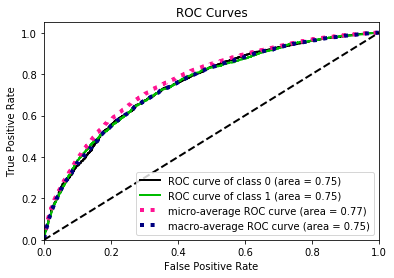 ROC Curves
1.0
0.8
0.6
0.4
0.2
0.0
True Positive Rate
ROC curve of class 0 (area = 0.75)
ROC curve of class 1 (area = 0.75)
micro-average ROC curve (area = 0.77)
macro-average ROC curve (area = 0.75)
0.0 0.2 0.4 0.6 0.8 1.0
False Positive Rate